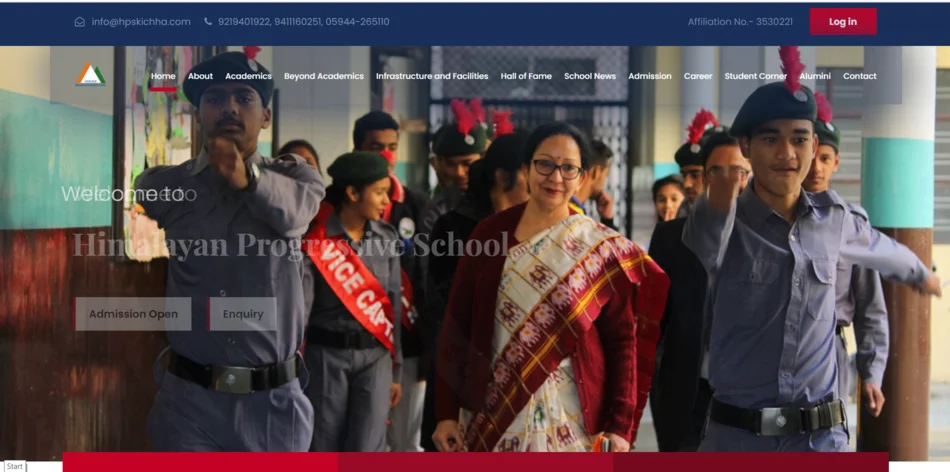 info@hpskichha.com 9219401922, 9411160251, 05944-265110 Affiliation No.- 3530221 Log in
Home About Academics Beyond Academics Infrastructure and Facilities Hall of Fame School News Admission Career Student Corner Alumini Contact
Welcome to
Himalayan Progressive School
VICE CAPT
Admission Open Enquiry
Start